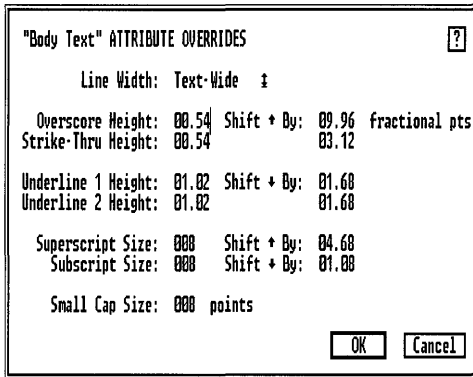 "Body Text" ATTRIBUTE OVERRIDES ?
Line Width: Text-Wide ↕
Overscore Height: 00.54 Shift ↑ By: 09.96 fractional pts
Strike-Thru Height: 00.54 03.12
Underline 1 Height: 01.02 Shift ↓ By: 01.68
Underline 2 Height: 01.02 01.68
Superscript Size: 008 Shift ↑ By: 04.68
Subscript Size: 008 Shift ↓ By: 01.08
Small Cap Size: 008 points
OK Cancel